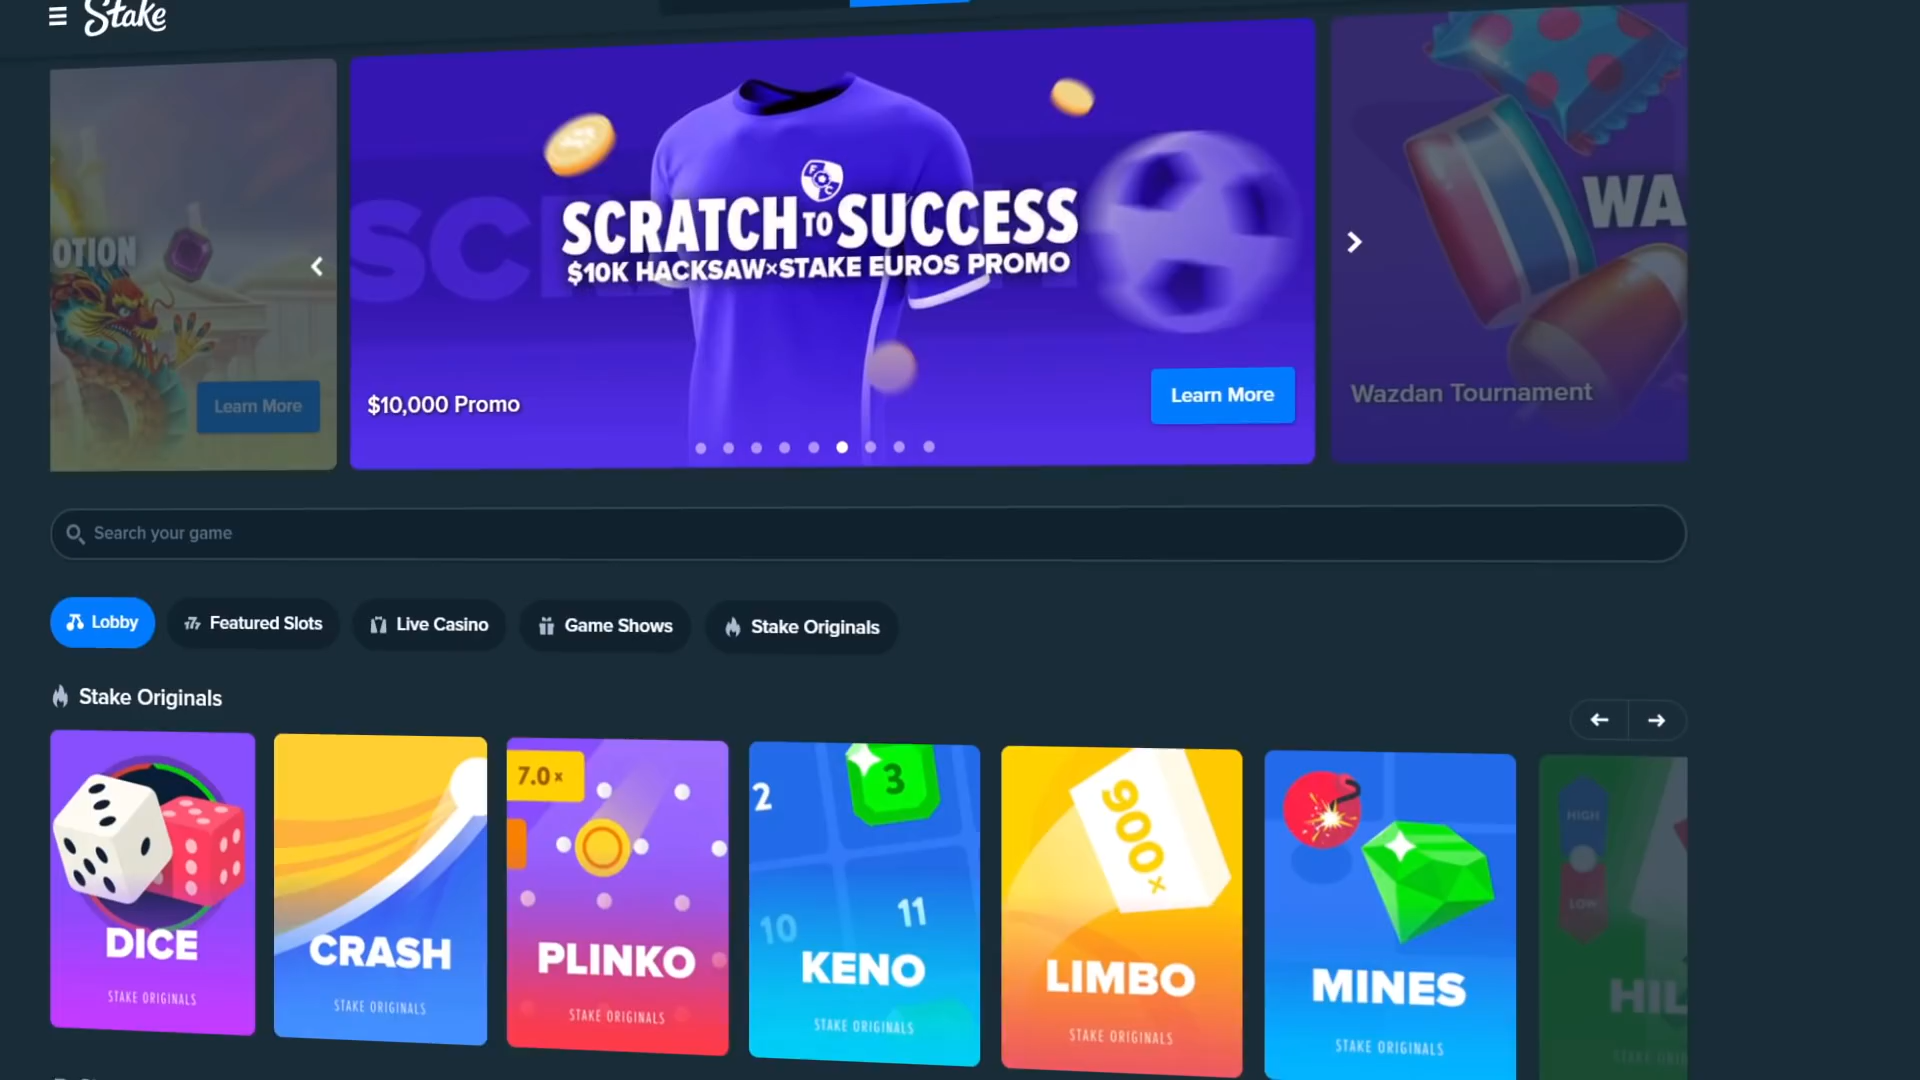 Stake
OTION
Learn More
SCRATCH TO SUCCESS
$10K HACKSAW×STAKE EUROS PROMO
$10,000 Promo
Learn More
WA
Wazdan Tournament
Search your game
Lobby
Featured Slots
Live Casino
Game Shows
Stake Originals
Stake Originals
DICE
STAKE ORIGINALS
CRASH
STAKE ORIGINALS
7.0×
PLINKO
STAKE ORIGINALS
2
3
10
11
KENO
STAKE ORIGINALS
900×
LIMBO
STAKE ORIGINALS
MINES
STAKE ORIGINALS
HIGH
LOW
HIL